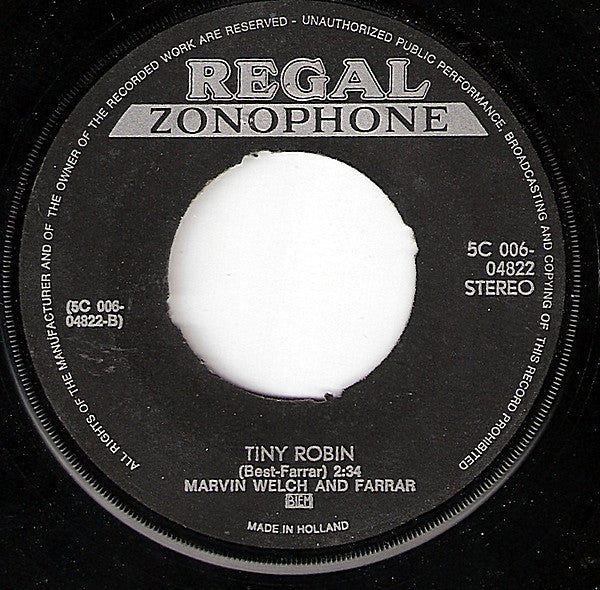 ALL RIGHTS OF THE MANUFACTURER AND OF THE OWNER OF THE RECORDED WORK ARE RESERVED - UNAUTHORIZED PUBLIC PERFORMANCE, BROADCASTING AND COPYING OF THIS RECORD PROHIBITED
REGAL
ZONOPHONE
5C 006-
04822
STEREO
(5C 006-
04822-B)
TINY ROBIN
(Best-Farrar) 2:34
MARVIN WELCH AND FARRAR
BIEM
MADE IN HOLLAND